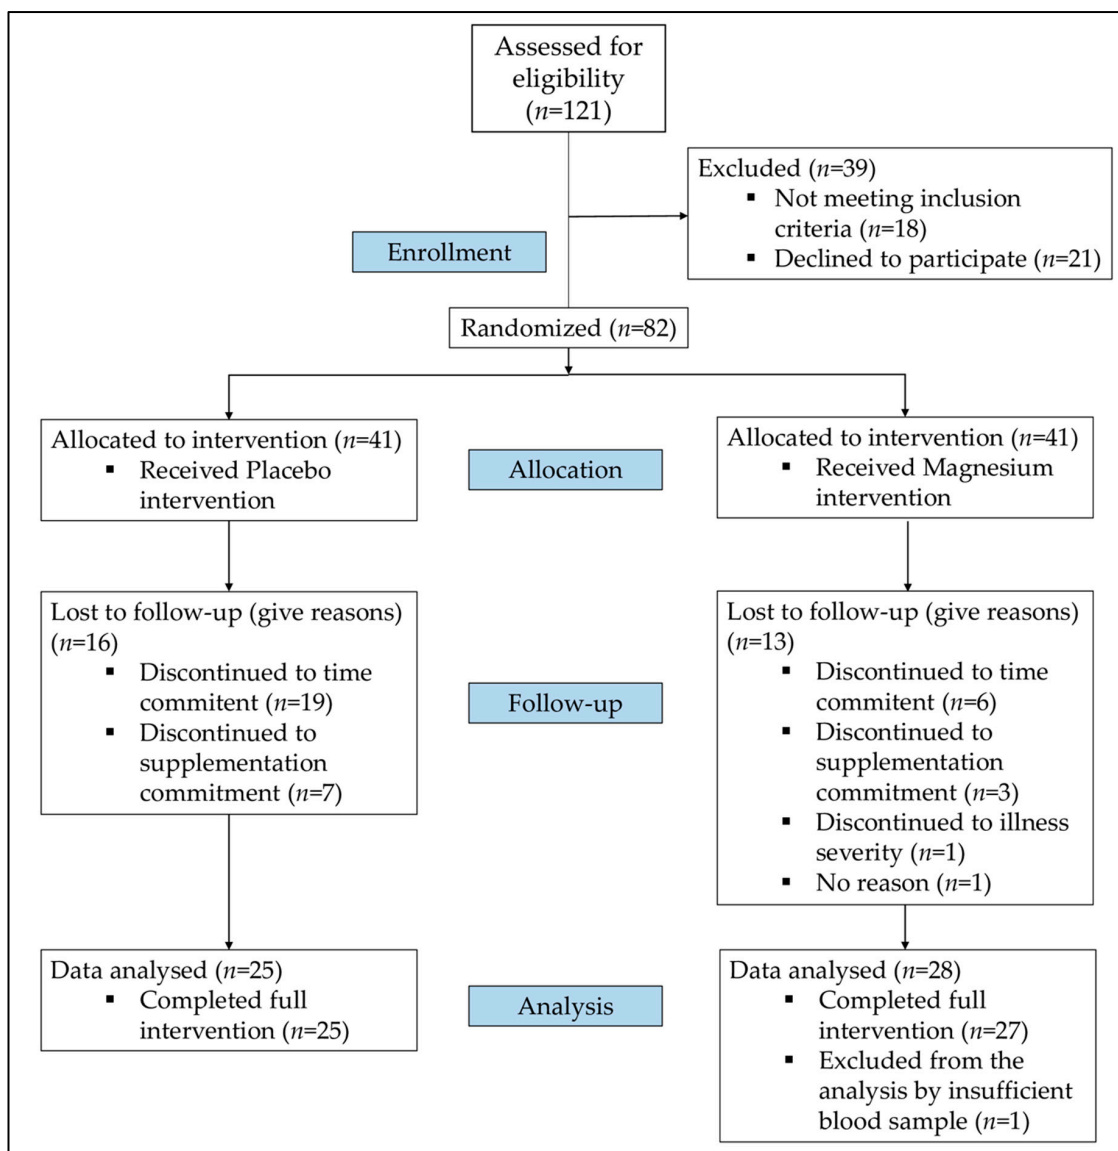 Assessed for
eligibility
(n=121)
Excluded (n=39)
▪ Not meeting inclusion
criteria (n=18)
▪ Declined to participate (n=21)
Enrollment
Randomized (n=82)
Allocated to intervention (n=41)
▪ Received Placebo
intervention
Allocation
Allocated to intervention (n=41)
▪ Received Magnesium
intervention
Lost to follow-up (give reasons)
(n=16)
▪ Discontinued to time
commitent (n=19)
▪ Discontinued to
supplementation
commitment (n=7)
Follow-up
Lost to follow-up (give reasons)
(n=13)
▪ Discontinued to time
commitent (n=6)
▪ Discontinued to
supplementation
commitment (n=3)
▪ Discontinued to illness
severity (n=1)
▪ No reason (n=1)
Data analysed (n=25)
▪ Completed full
intervention (n=25)
Analysis
Data analysed (n=28)
▪ Completed full
intervention (n=27)
▪ Excluded from the
analysis by insufficient
blood sample (n=1)